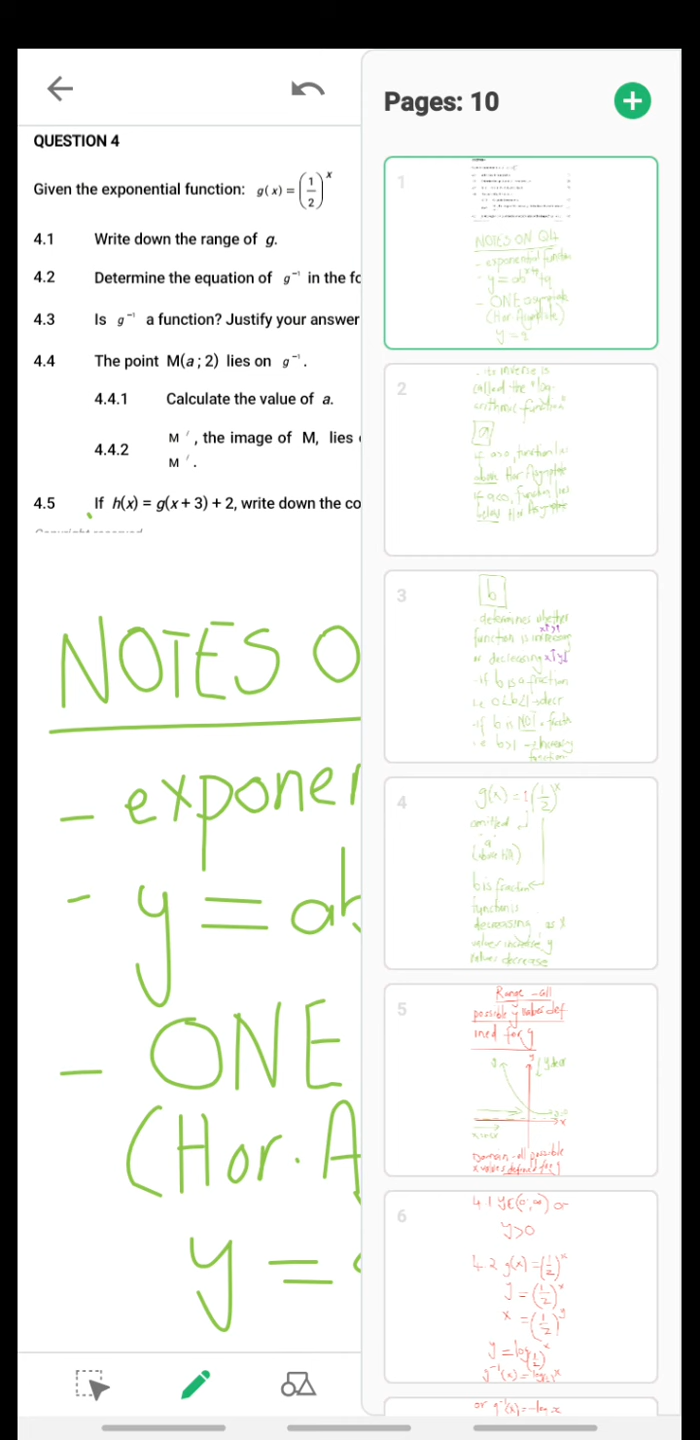 Pages: 10
QUESTION 4
Given the exponential function: g(x) = (1/2)^x
4.1 Write down the range of g.
4.2 Determine the equation of g⁻¹ in the fo
4.3 Is g⁻¹ a function? Justify your answer
4.4 The point M(a ; 2) lies on g⁻¹.
4.4.1 Calculate the value of a.
4.4.2 M′, the image of M, lies
M′.
4.5 If h(x) = g(x + 3) + 2, write down the co
NOTES O
- exponen
- y = ab
- ONE
(Hor. A
y =
1
NOTES ON Q4
- exponential function
- ONE asymptote
(Hor Asymptote)
2
- its inverse is
called the "log-
arithmic function"
a
if a>0, function lies
above Hor Asymptote
if a<0, function lies
below Hor Asymptote
3
b
determines whether
function is increasing
or decreasing
- if b is a fraction
i.e 0<b<1 → decr
- if b is NOT a fraction
i.e b>1 → increasing
function
4
g(x) = 1(1/2)^x
omitted
"a"
b is fraction
function is
decreasing, as x
values increase y
values decrease
5
Range - all
possible y values def
ined for g
Domain - all possible
x values defined for g
6
4.1 y∈(0;∞) or
y>0
4.2 g(x) = (1/2)^x
y = (1/2)^x
x = (1/2)^y